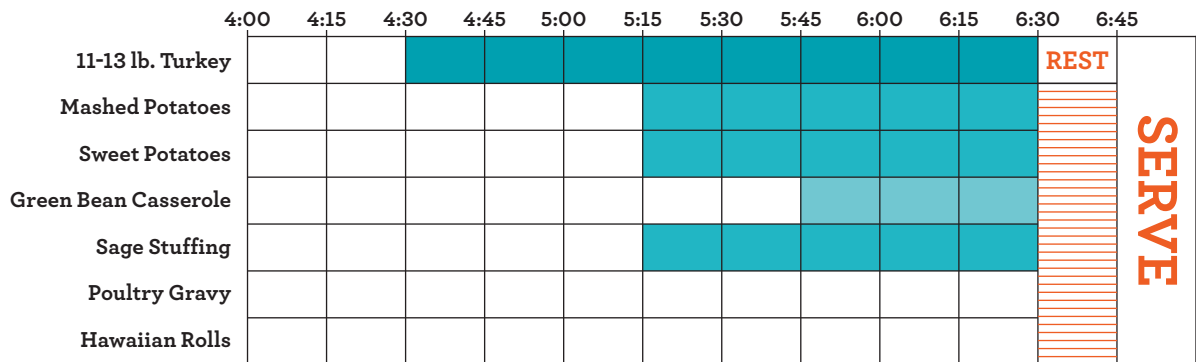 4:00 4:15 4:30 4:45 5:00 5:15 5:30 5:45 6:00 6:15 6:30 6:45
11-13 lb. Turkey REST
Mashed Potatoes
Sweet Potatoes
Green Bean Casserole
Sage Stuffing
Poultry Gravy
Hawaiian Rolls
SERVE